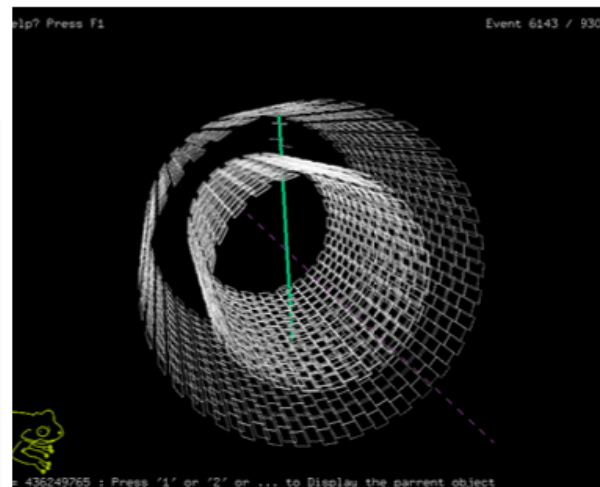 elp? Press F1
Event 6143 / 930
= 436249765 : Press '1' or '2' or ... to Display the parrent object